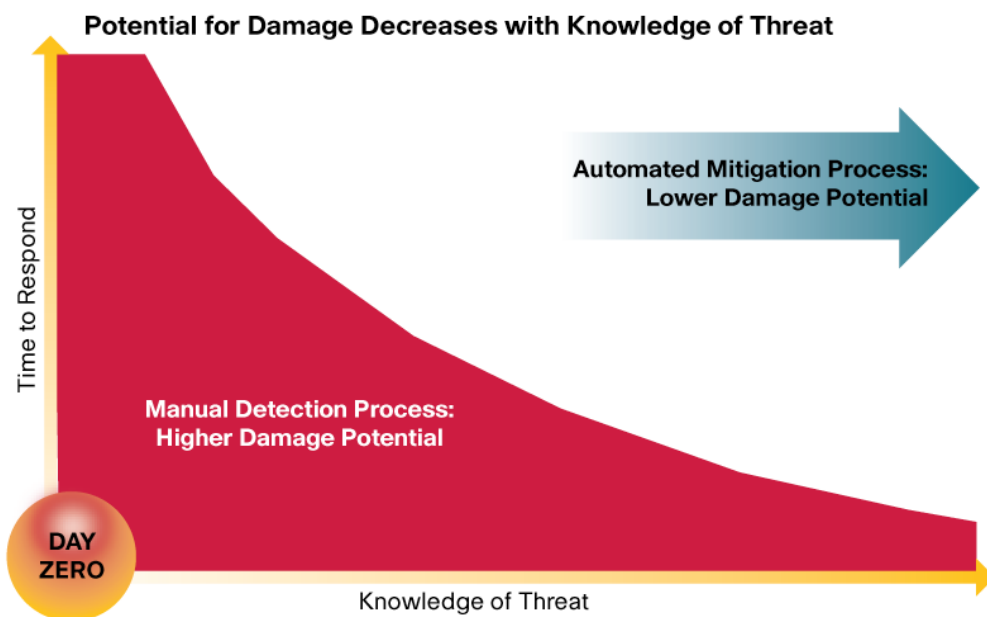 Potential for Damage Decreases with Knowledge of Threat
Automated Mitigation Process:
Lower Damage Potential
Time to Respond
Manual Detection Process:
Higher Damage Potential
DAY
ZERO
Knowledge of Threat